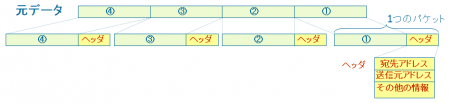 元データ
④ ③ ② ①
1つのパケット
④ ヘッダ ③ ヘッダ ② ヘッダ ① ヘッダ
ヘッダ
宛先アドレス
送信元アドレス
その他の情報